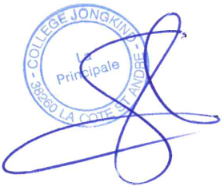 COLLEGE JONGKIND
La
Principale
38260 LA COTE ST ANDRE